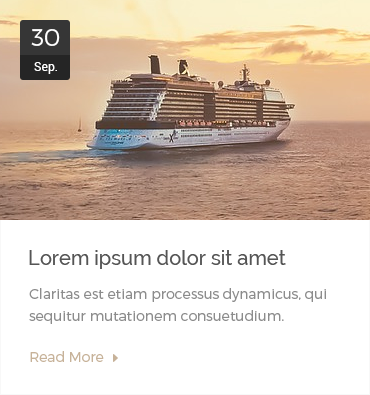 30
Sep.
Lorem ipsum dolor sit amet
Claritas est etiam processus dynamicus, qui
sequitur mutationem consuetudium.
Read More